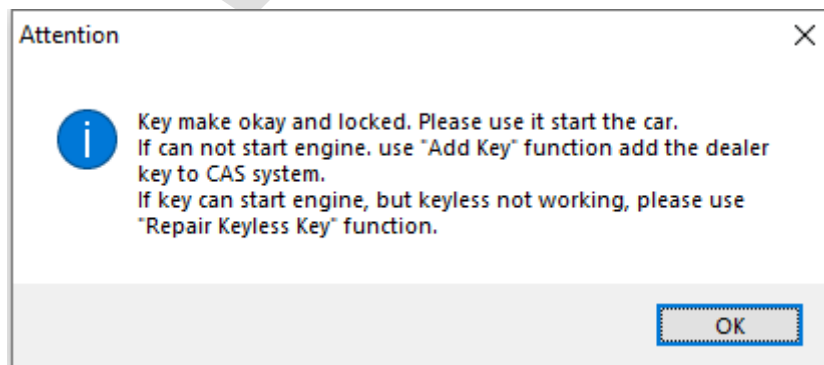 Attention
Key make okay and locked. Please use it start the car.
If can not start engine. use "Add Key" function add the dealer
key to CAS system.
If key can start engine, but keyless not working, please use
"Repair Keyless Key" function.
OK